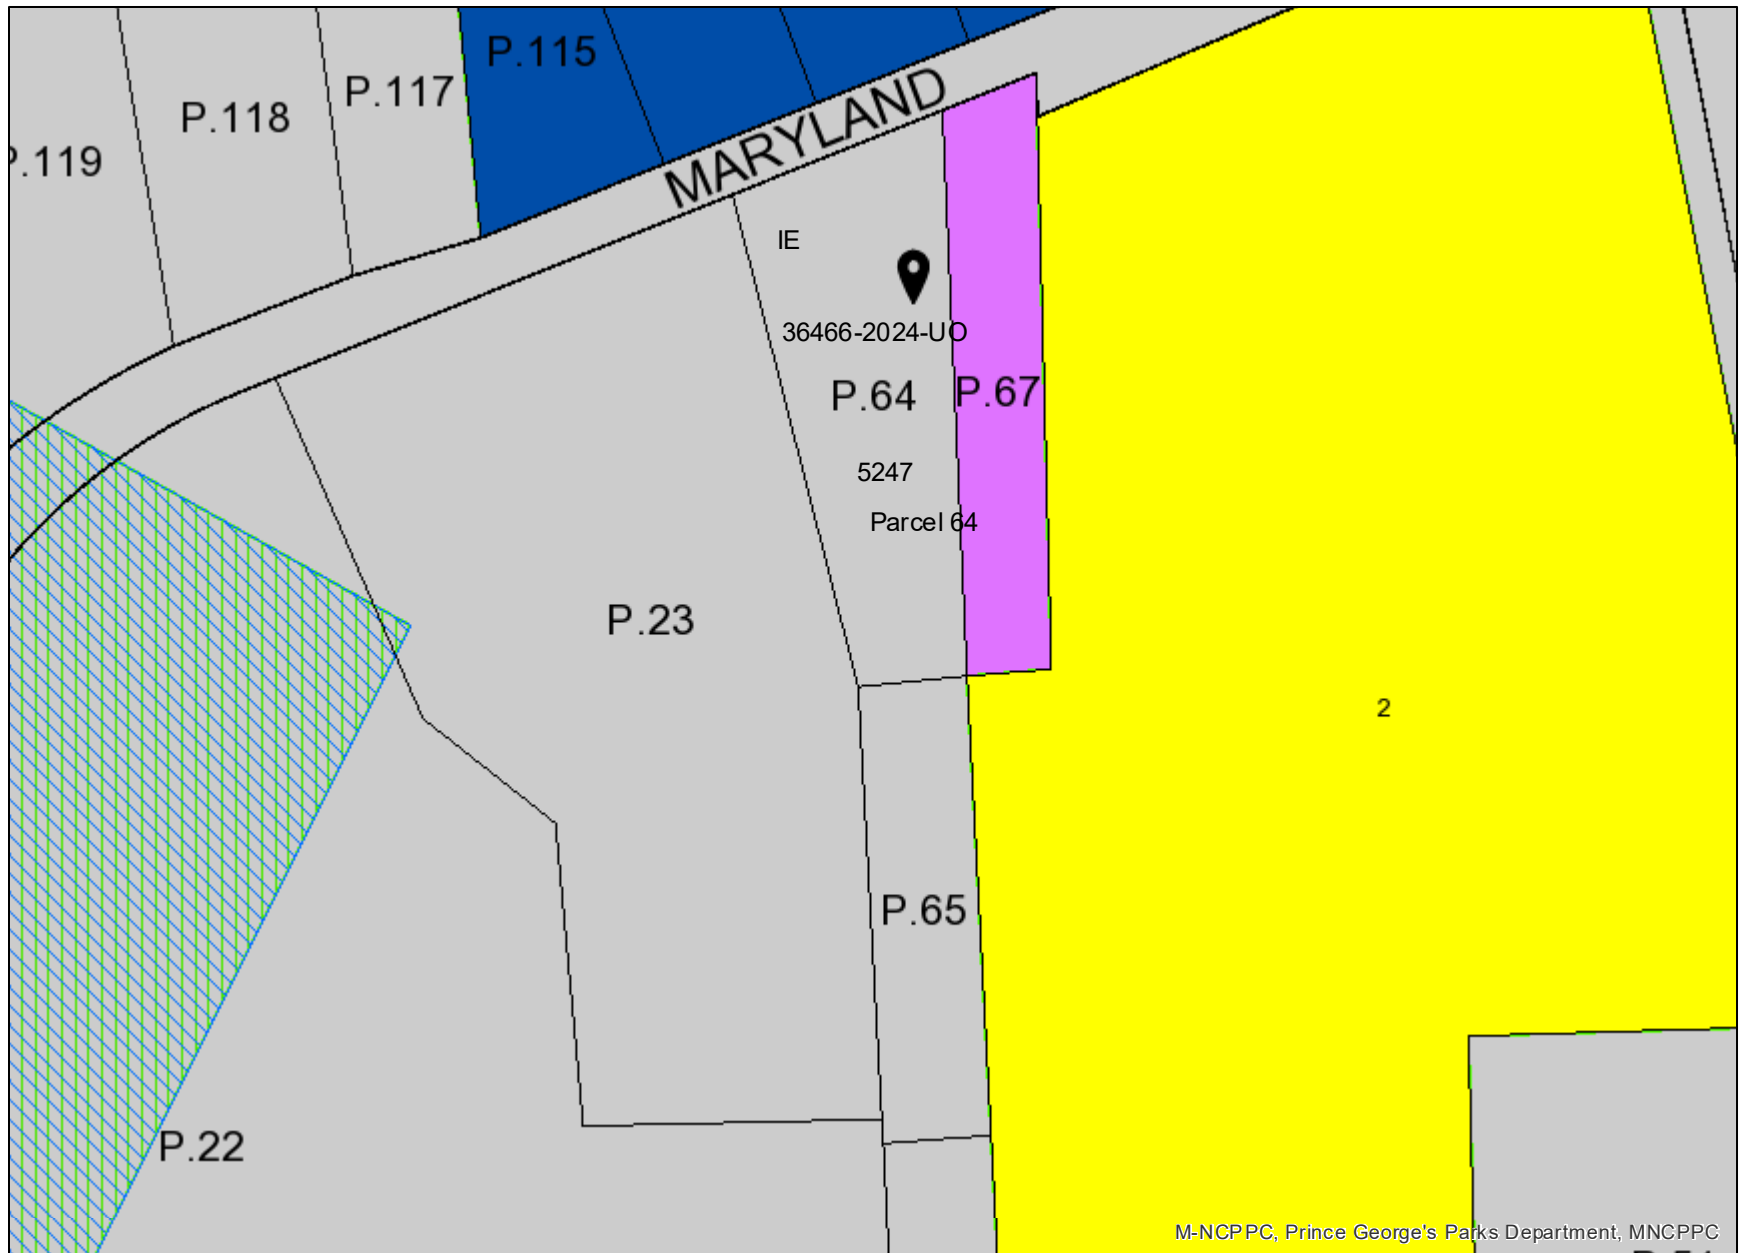 P.115
P.117
P.118
P.119
MARYLAND
IE
36466-2024-UO
P.64
P.67
5247
Parcel 64
P.23
2
P.65
P.22
M-NCPPC, Prince George's Parks Department, MNCPPC